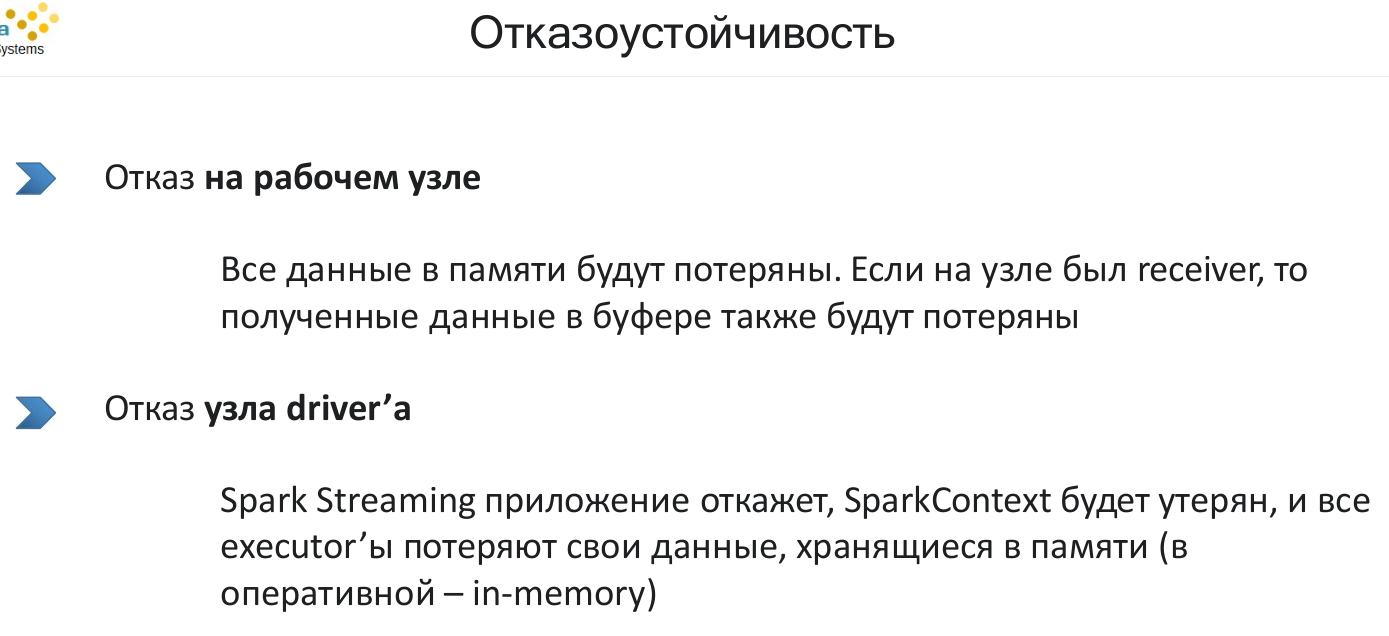 a
ystems
Отказоустойчивость
Отказ на рабочем узле
Все данные в памяти будут потеряны. Если на узле был receiver, то
полученные данные в буфере также будут потеряны
Отказ узла driver’а
Spark Streaming приложение откажет, SparkContext будет утерян, и все
executor’ы потеряют свои данные, хранящиеся в памяти (в
оперативной – in-memory)